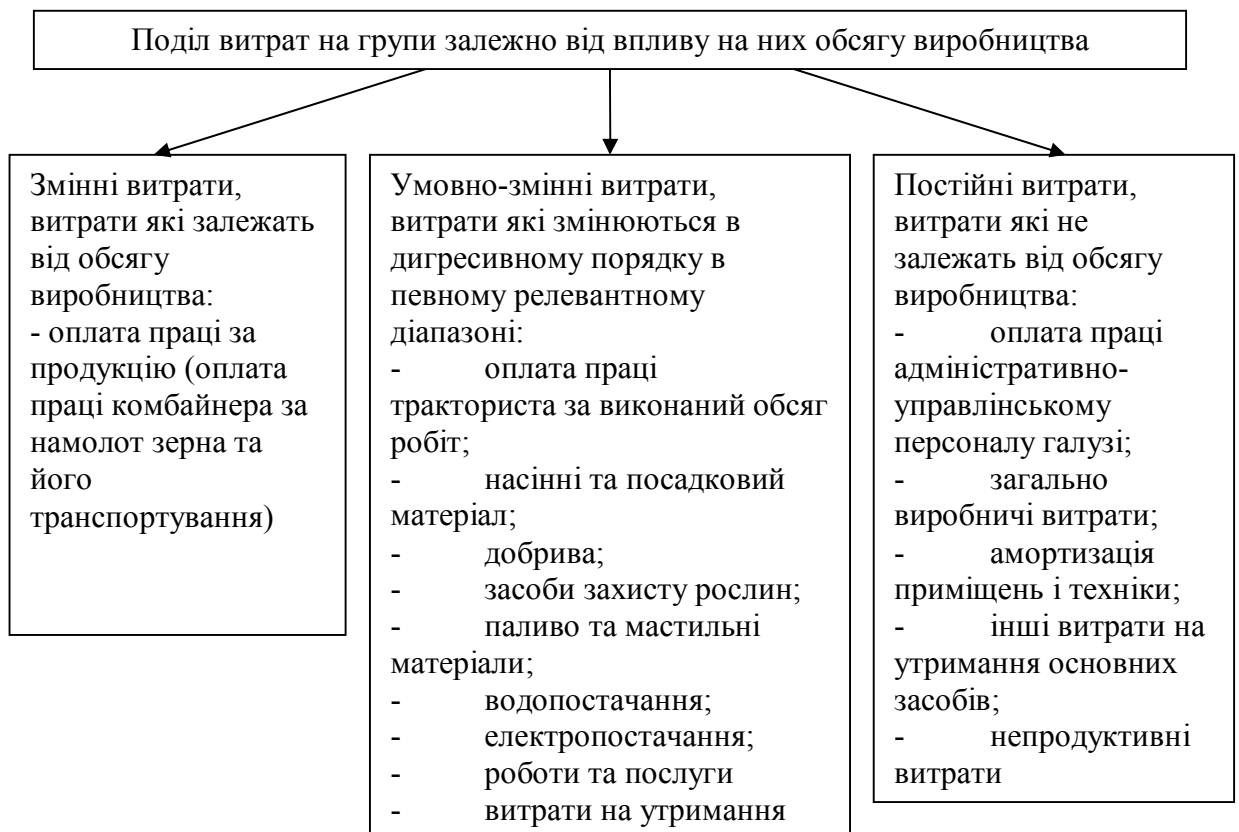 Поділ витрат на групи залежно від впливу на них обсягу виробництва
Змінні витрати,
витрати які залежать
від обсягу
виробництва:
- оплата праці за
продукцію (оплата
праці комбайнера за
намолот зерна та
його
транспортування)
Умовно-змінні витрати,
витрати які змінюються в
дигресивному порядку в
певному релевантному
діапазоні:
- оплата праці
тракториста за виконаний обсяг
робіт;
- насінні та посадковий
матеріал;
- добрива;
- засоби захисту рослин;
- паливо та мастильні
матеріали;
- водопостачання;
- електропостачання;
- роботи та послуги
- витрати на утримання
Постійні витрати,
витрати які не
залежать від обсягу
виробництва:
- оплата праці
адміністративно-
управлінському
персоналу галузі;
- загально
виробничі витрати;
- амортизація
приміщень і техніки;
- інші витрати на
утримання основних
засобів;
- непродуктивні
витрати